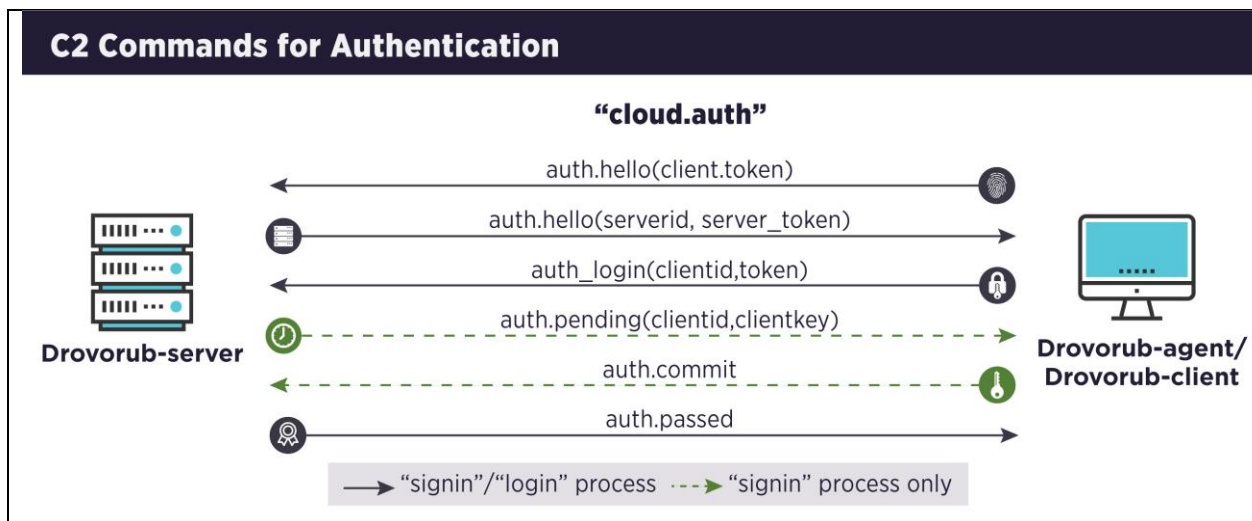 C2 Commands for Authentication
“cloud.auth”
auth.hello(client.token)
auth.hello(serverid, server_token)
auth_login(clientid,token)
auth.pending(clientid,clientkey)
auth.commit
auth.passed
Drovorub-server
Drovorub-agent/
Drovorub-client
“signin”/“login” process
“signin” process only